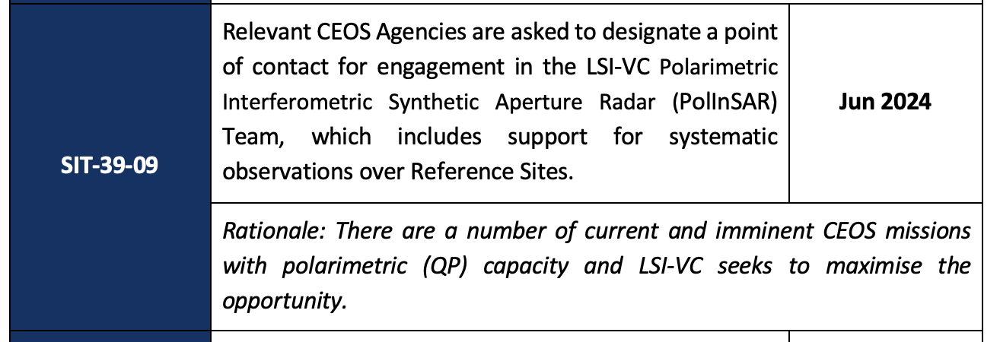 Relevant CEOS Agencies are asked to designate a point
of contact for engagement in the LSI-VC Polarimetric
Interferometric Synthetic Aperture Radar (PolInSAR)
Team, which includes support for systematic
observations over Reference Sites.
Jun 2024
SIT-39-09
Rationale: There are a number of current and imminent CEOS missions
with polarimetric (QP) capacity and LSI-VC seeks to maximise the
opportunity.